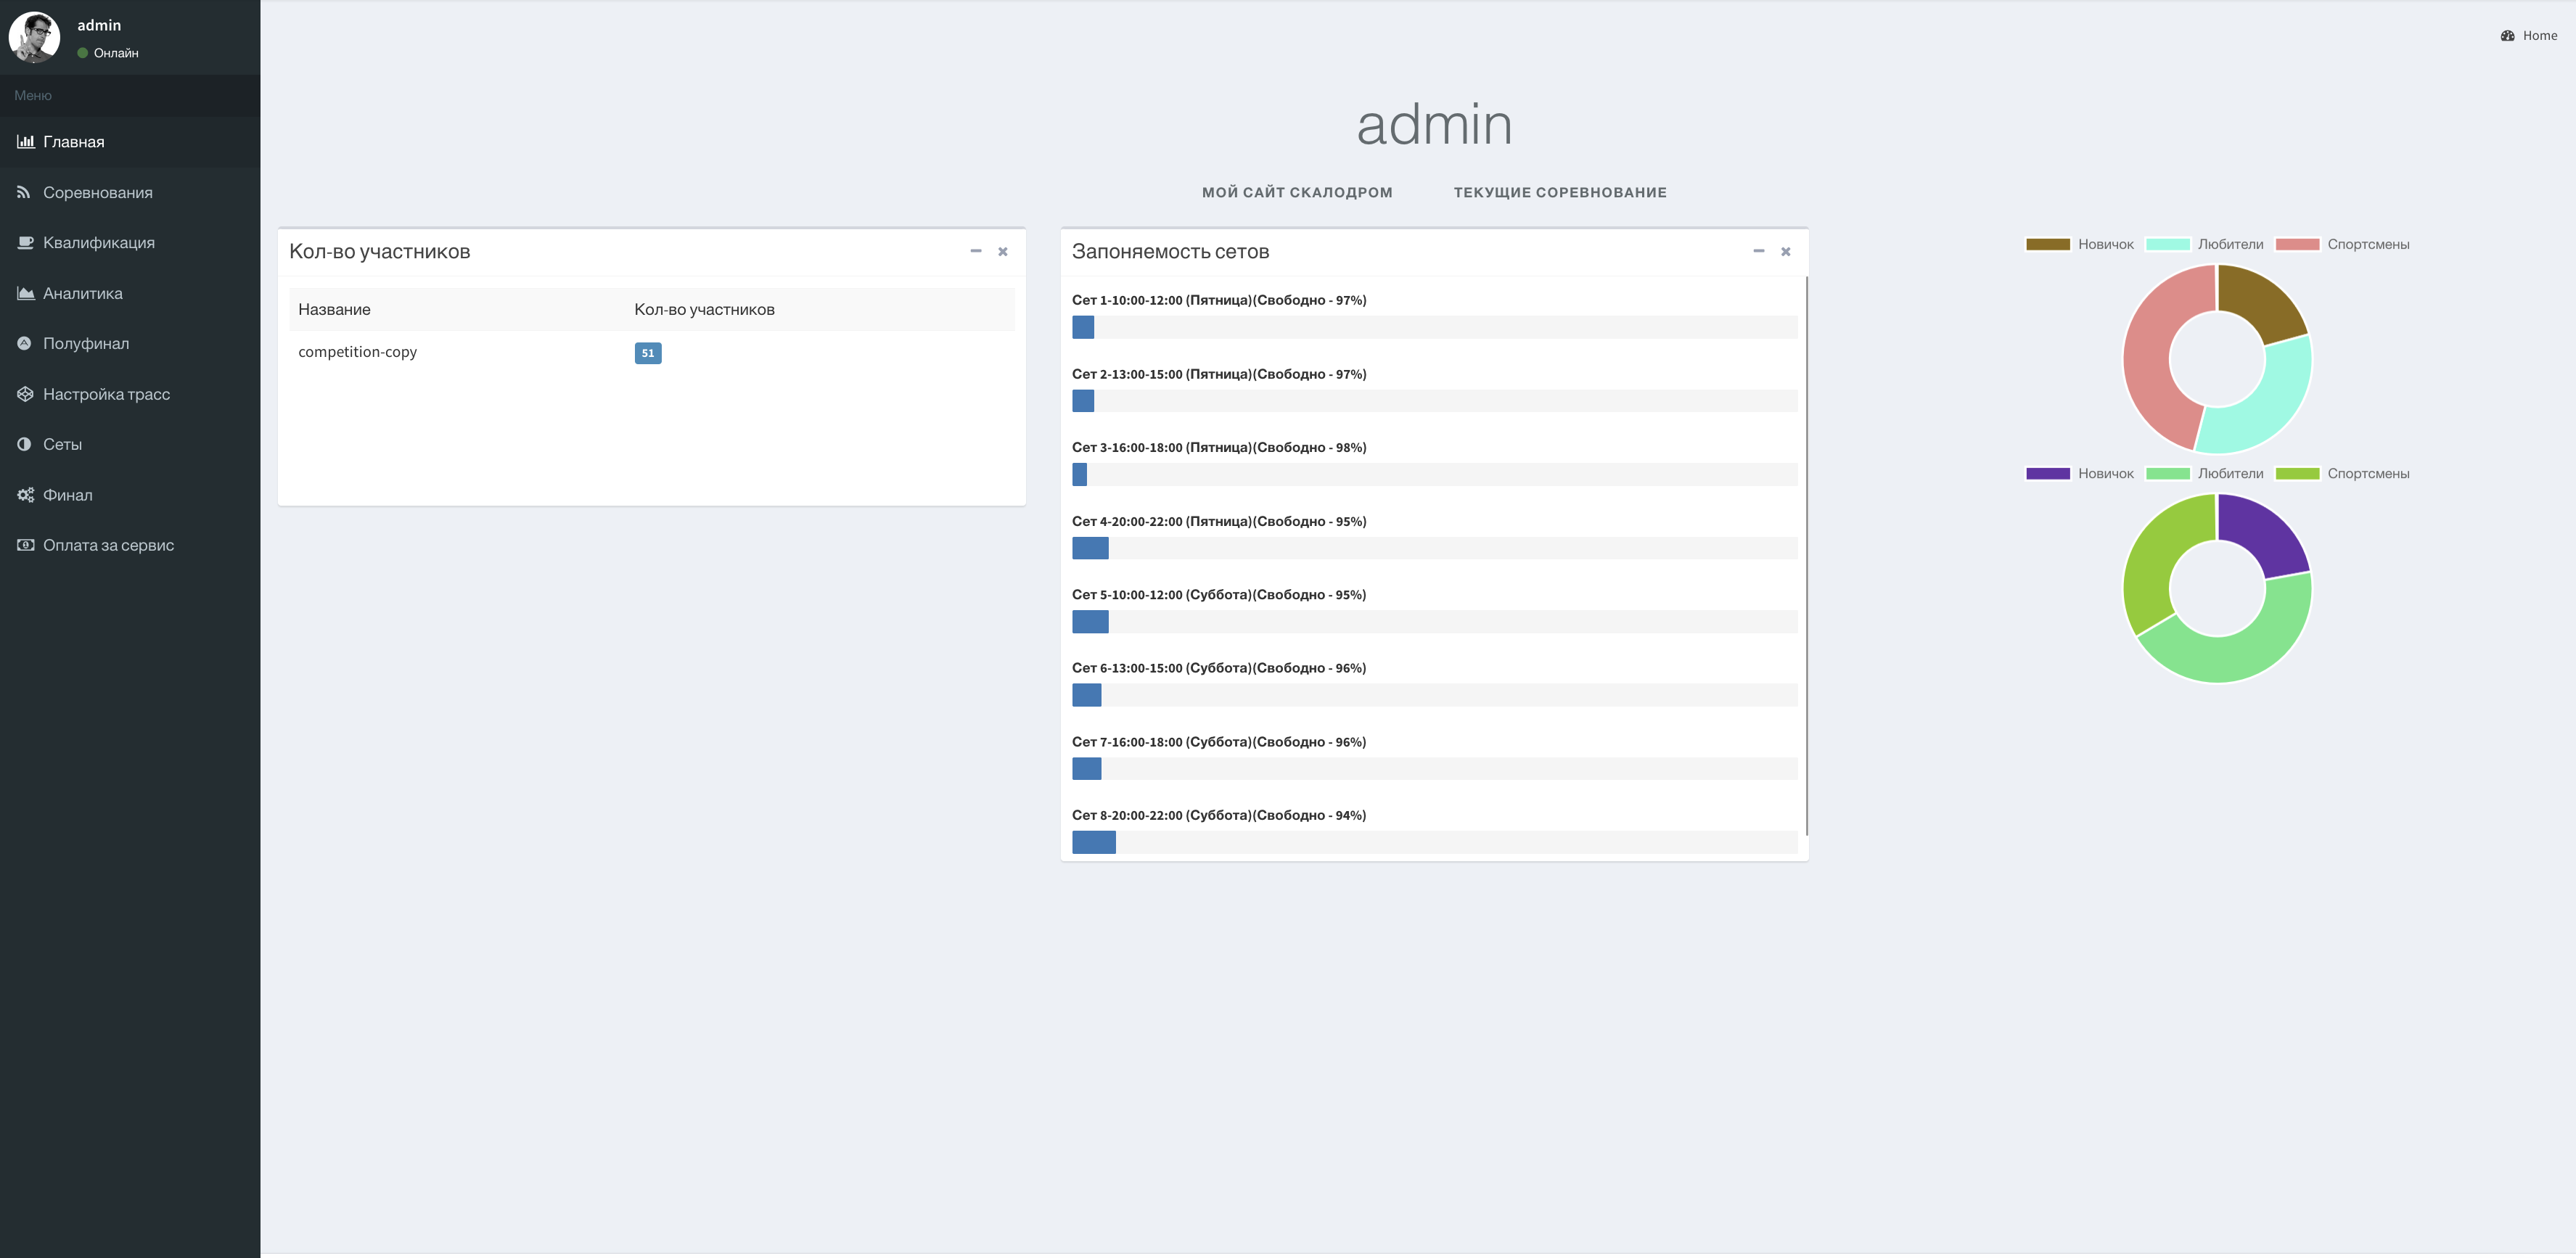 admin
Онлайн
Меню
Главная
Соревнования
Квалификация
Аналитика
Полуфинал
Настройка трасс
Сеты
Финал
Оплата за сервис
Home
admin
МОЙ САЙТ СКАЛОДРОМ ТЕКУЩИЕ СОРЕВНОВАНИЕ
Кол-во участников
Название Кол-во участников
competition-copy 51
Запоняемость сетов
Сет 1-10:00-12:00 (Пятница)(Свободно - 97%)
Сет 2-13:00-15:00 (Пятница)(Свободно - 97%)
Сет 3-16:00-18:00 (Пятница)(Свободно - 98%)
Сет 4-20:00-22:00 (Пятница)(Свободно - 95%)
Сет 5-10:00-12:00 (Суббота)(Свободно - 95%)
Сет 6-13:00-15:00 (Суббота)(Свободно - 96%)
Сет 7-16:00-18:00 (Суббота)(Свободно - 96%)
Сет 8-20:00-22:00 (Суббота)(Свободно - 94%)
Новичок Любители Спортсмены
Новичок Любители Спортсмены